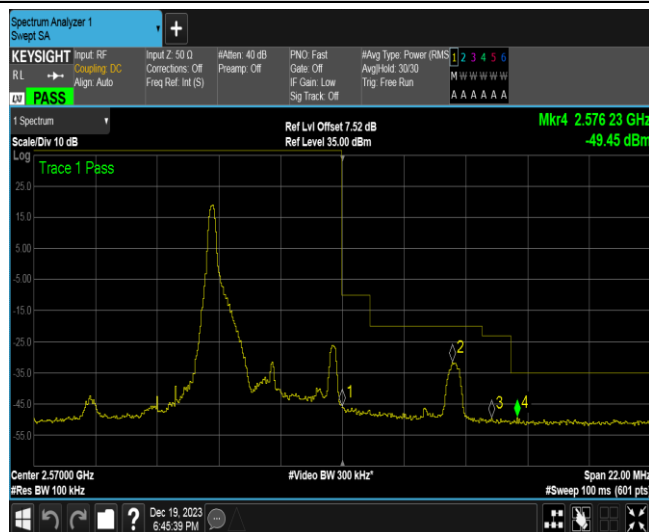 Spectrum Analyzer 1
Swept SA
KEYSIGHT
RL
LXI PASS
Input: RF
Coupling: DC
Align: Auto
Input Z: 50 Ω
Corrections: Off
Freq Ref: Int (S)
#Atten: 40 dB
Preamp: Off
PNO: Fast
Gate: Off
IF Gain: Low
Sig Track: Off
#Avg Type: Power (RMS
Avg|Hold: 30/30
Trig: Free Run
1 2 3 4 5 6
M W W W W W
A A A A A A
1 Spectrum
Scale/Div 10 dB
Ref Lvl Offset 7.52 dB
Ref Level 35.00 dBm
Mkr4 2.576 23 GHz
-49.45 dBm
Log
Trace 1 Pass
25.0
15.0
5.00
-5.00
-15.0
-25.0
-35.0
-45.0
-55.0
1
2
3
4
Center 2.57000 GHz
#Res BW 100 kHz
#Video BW 300 kHz*
Span 22.00 MHz
#Sweep 100 ms (601 pts)
?
Dec 19, 2023
6:45:39 PM